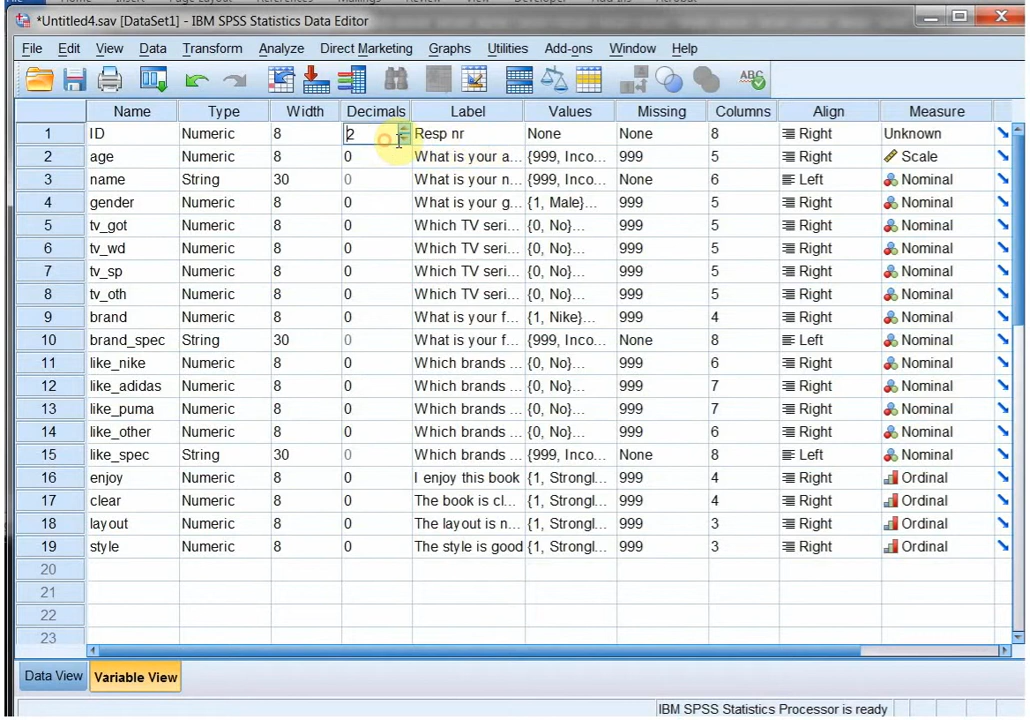 *Untitled4.sav [DataSet1] - IBM SPSS Statistics Data Editor
File Edit View Data Transform Analyze Direct Marketing Graphs Utilities Add-ons Window Help
Name Type Width Decimals Label Values Missing Columns Align Measure
1 ID Numeric 8 2 Resp nr None None 8 Right Unknown
2 age Numeric 8 0 What is your a... {999, Inco... 999 5 Right Scale
3 name String 30 0 What is your n... {999, Inco... None 6 Left Nominal
4 gender Numeric 8 0 What is your g... {1, Male}... 999 5 Right Nominal
5 tv_got Numeric 8 0 Which TV seri... {0, No}... 999 5 Right Nominal
6 tv_wd Numeric 8 0 Which TV seri... {0, No}... 999 5 Right Nominal
7 tv_sp Numeric 8 0 Which TV seri... {0, No}... 999 5 Right Nominal
8 tv_oth Numeric 8 0 Which TV seri... {0, No}... 999 5 Right Nominal
9 brand Numeric 8 0 What is your f... {1, Nike}... 999 4 Right Nominal
10 brand_spec String 30 0 What is your f... {999, Inco... None 8 Left Nominal
11 like_nike Numeric 8 0 Which brands ... {0, No}... 999 6 Right Nominal
12 like_adidas Numeric 8 0 Which brands ... {0, No}... 999 7 Right Nominal
13 like_puma Numeric 8 0 Which brands ... {0, No}... 999 7 Right Nominal
14 like_other Numeric 8 0 Which brands ... {0, No}... 999 6 Right Nominal
15 like_spec String 30 0 Which brands ... {999, Inco... None 8 Left Nominal
16 enjoy Numeric 8 0 I enjoy this book {1, Strongl... 999 4 Right Ordinal
17 clear Numeric 8 0 The book is cl... {1, Strongl... 999 4 Right Ordinal
18 layout Numeric 8 0 The layout is n... {1, Strongl... 999 3 Right Ordinal
19 style Numeric 8 0 The style is good {1, Strongl... 999 3 Right Ordinal
20
21
22
23
Data View Variable View
IBM SPSS Statistics Processor is ready